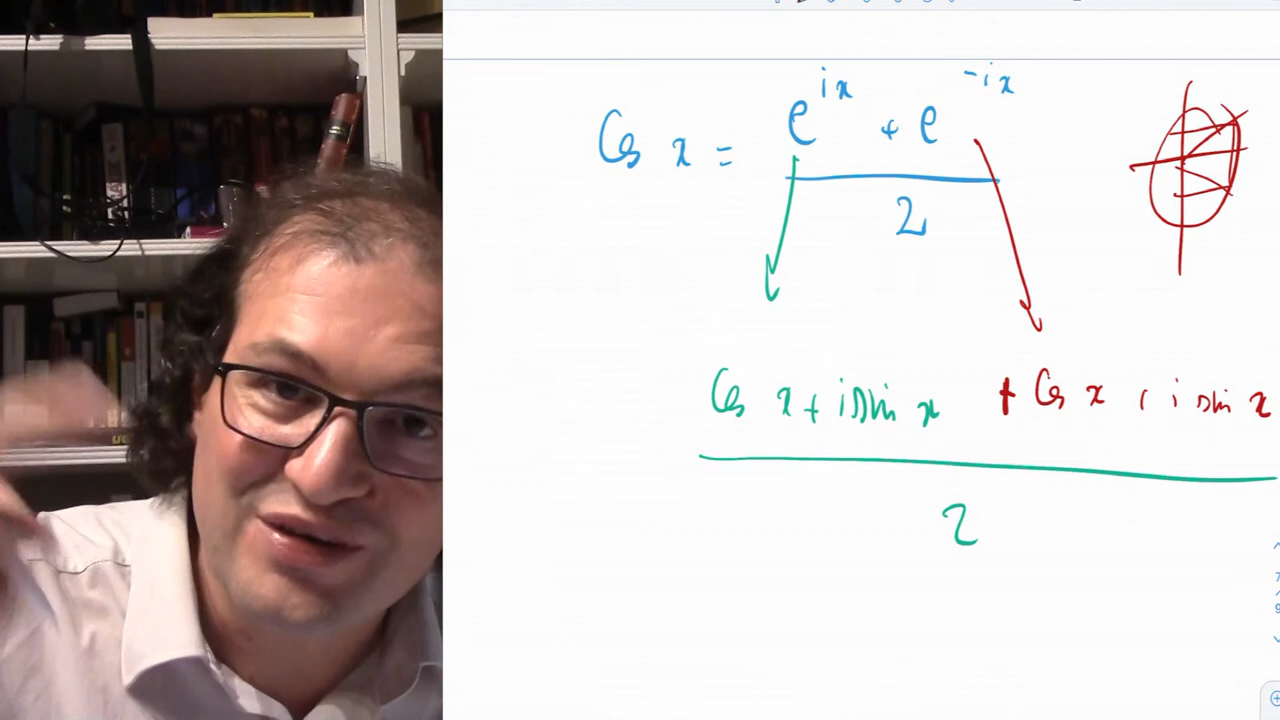 Cos x = e^{ix} + e^{-ix}
2
Cos x + i sin x + Cos x , i sin x
2